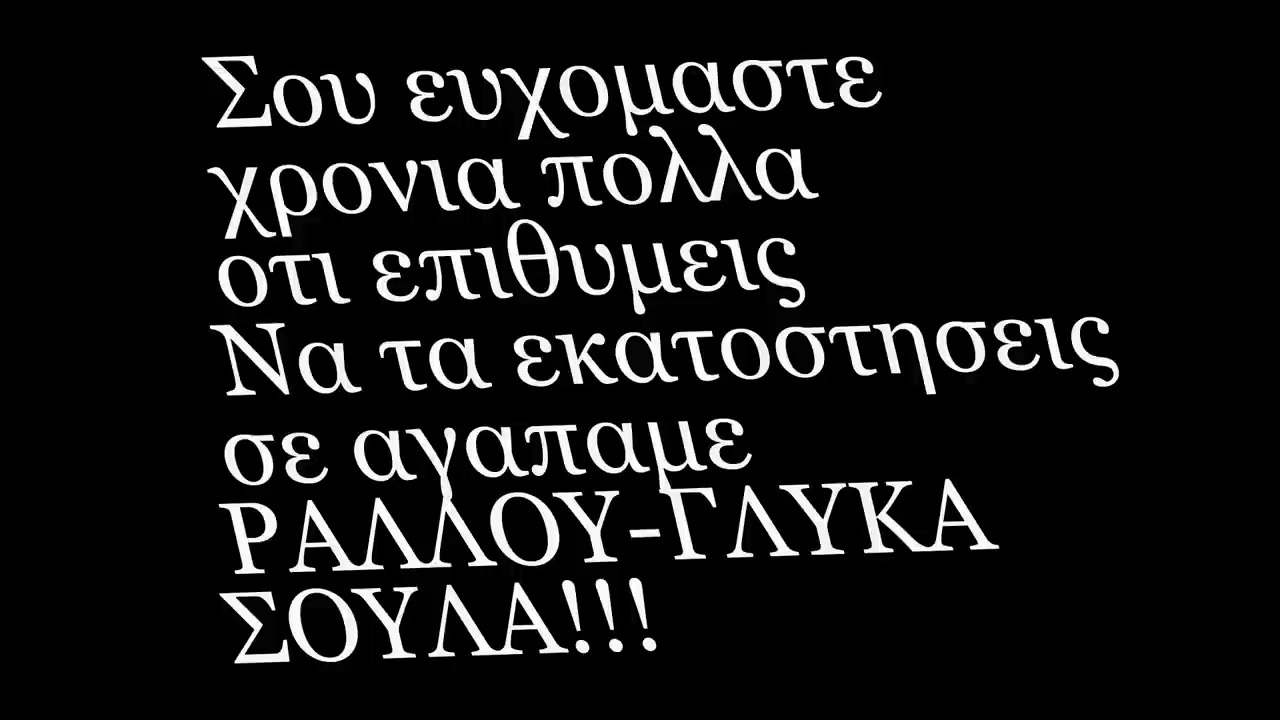 Σου ευχομαστε
χρονια πολλα
οτι επιθυμεις
Να τα εκατοστησεις
σε αγαπαμε
ΡΑΛΛΟΥ-ΓΛΥΚΑ
ΣΟΥΛΑ!!!